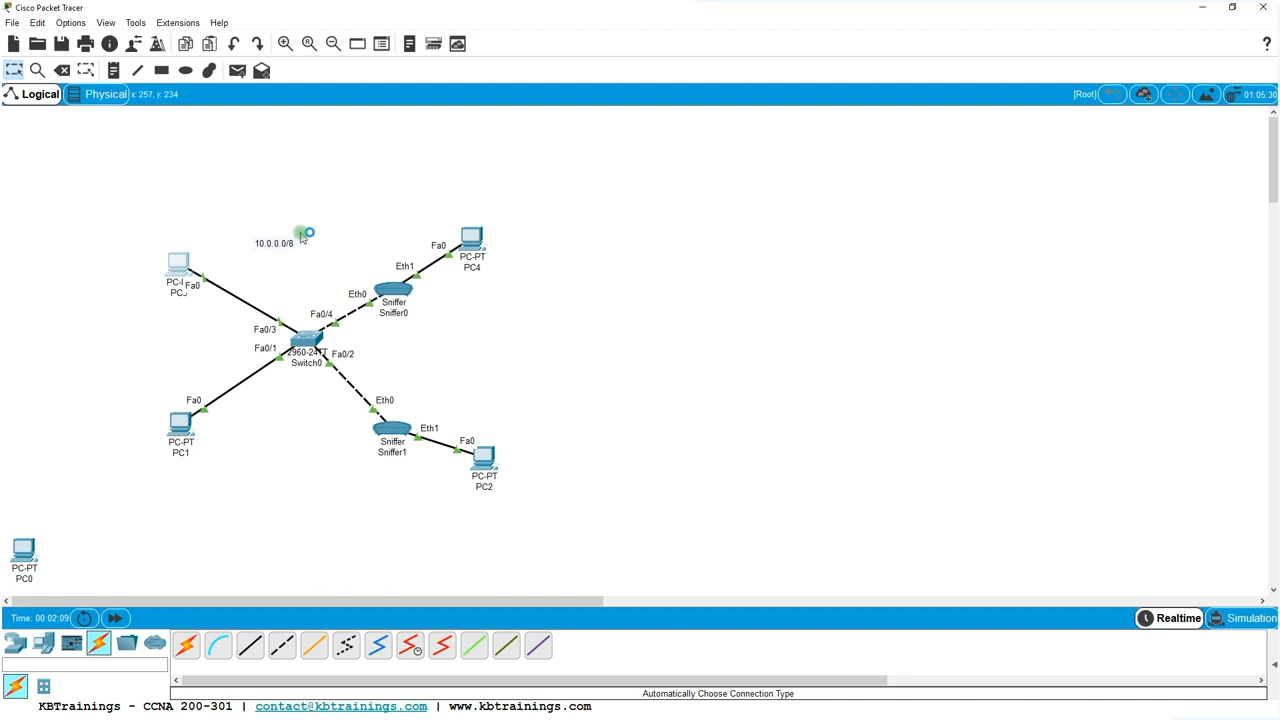 Cisco Packet Tracer
File Edit Options View Tools Extensions Help
?
Logical Physical x: 257, y: 234 [Root] 01:05:30
10.0.0.0/8
Fa0
PC-PT
PC4
Eth1
Eth0
Sniffer
Sniffer0
Fa0
Fa0/4
Fa0/3
Fa0/1
2960-24TT
Switch0
Fa0/2
Fa0
PC-PT
PC1
Eth0
Eth1
Sniffer
Sniffer1
Fa0
PC-PT
PC2
PC-PT
PC0
Time: 00:02:09 Realtime Simulation
Automatically Choose Connection Type
KBTrainings - CCNA 200-301 | contact@kbtrainings.com | www.kbtrainings.com